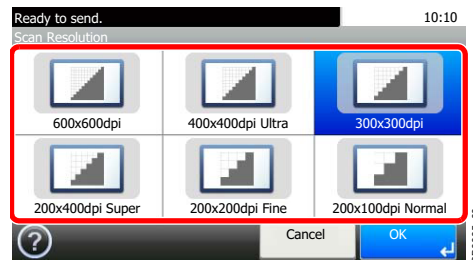 Ready to send.
10:10
Scan Resolution
600x600dpi
400x400dpi Ultra
300x300dpi
200x400dpi Super
200x200dpi Fine
200x100dpi Normal
?
Cancel
OK